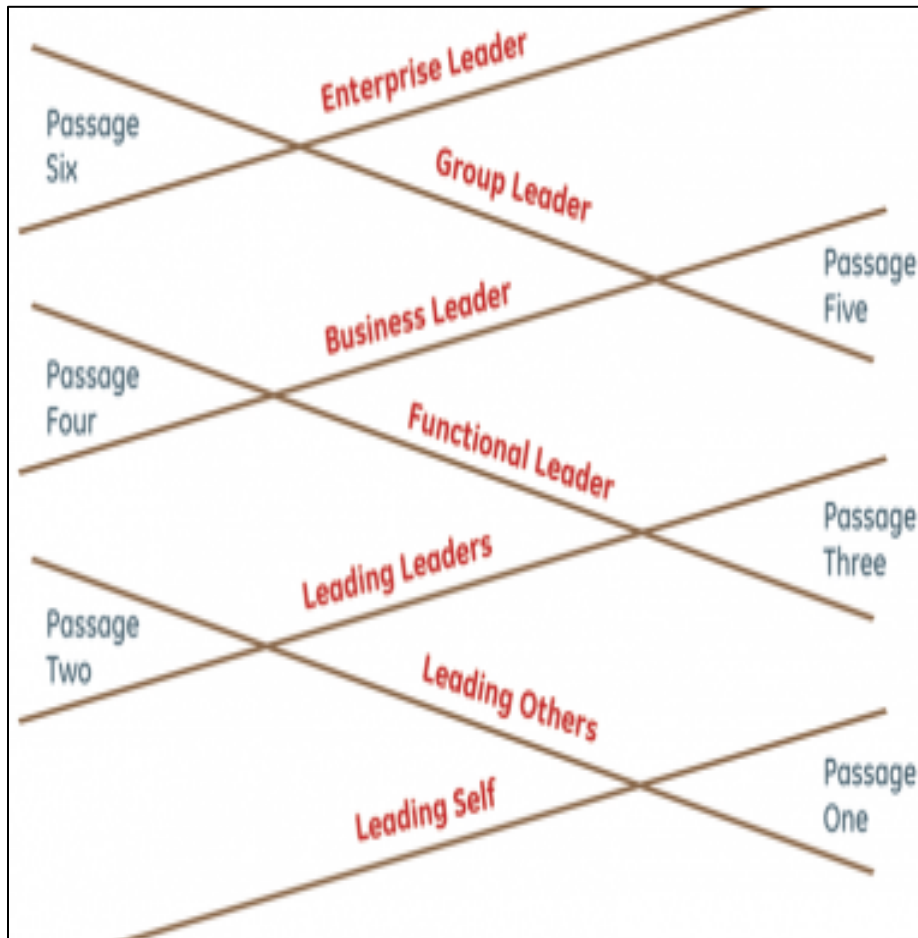 Enterprise Leader
Passage
Six
Group Leader
Passage
Five
Business Leader
Passage
Four
Functional Leader
Passage
Three
Leading Leaders
Passage
Two
Leading Others
Passage
One
Leading Self